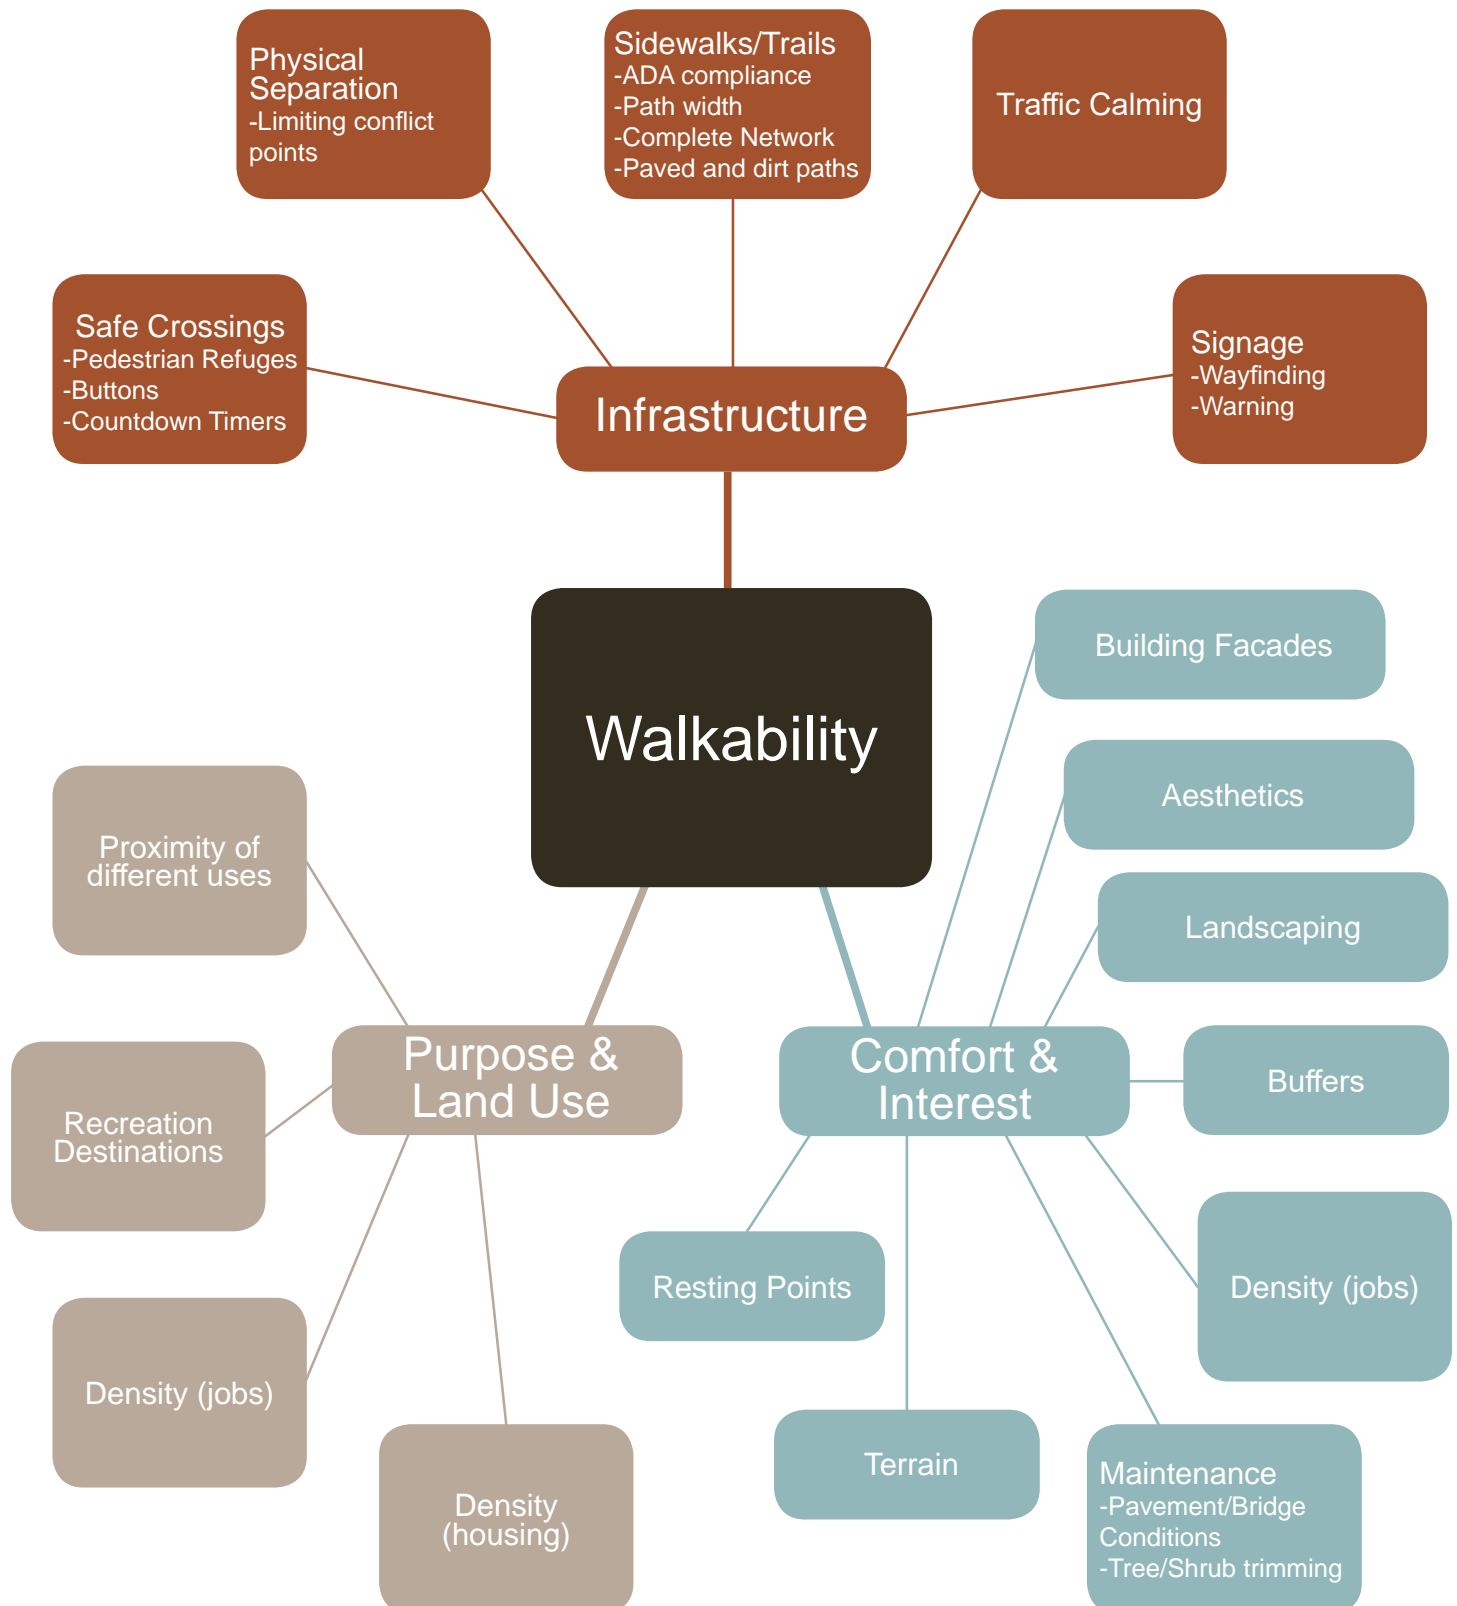 Physical
Separation
-Limiting conflict
points
Sidewalks/Trails
-ADA compliance
-Path width
-Complete Network
-Paved and dirt paths
Traffic Calming
Safe Crossings
-Pedestrian Refuges
-Buttons
-Countdown Timers
Infrastructure
Signage
-Wayfinding
-Warning
Walkability
Building Facades
Aesthetics
Landscaping
Buffers
Density (jobs)
Comfort &
Interest
Resting Points
Terrain
Maintenance
-Pavement/Bridge
Conditions
-Tree/Shrub trimming
Proximity of
different uses
Purpose &
Land Use
Recreation
Destinations
Density (jobs)
Density
(housing)